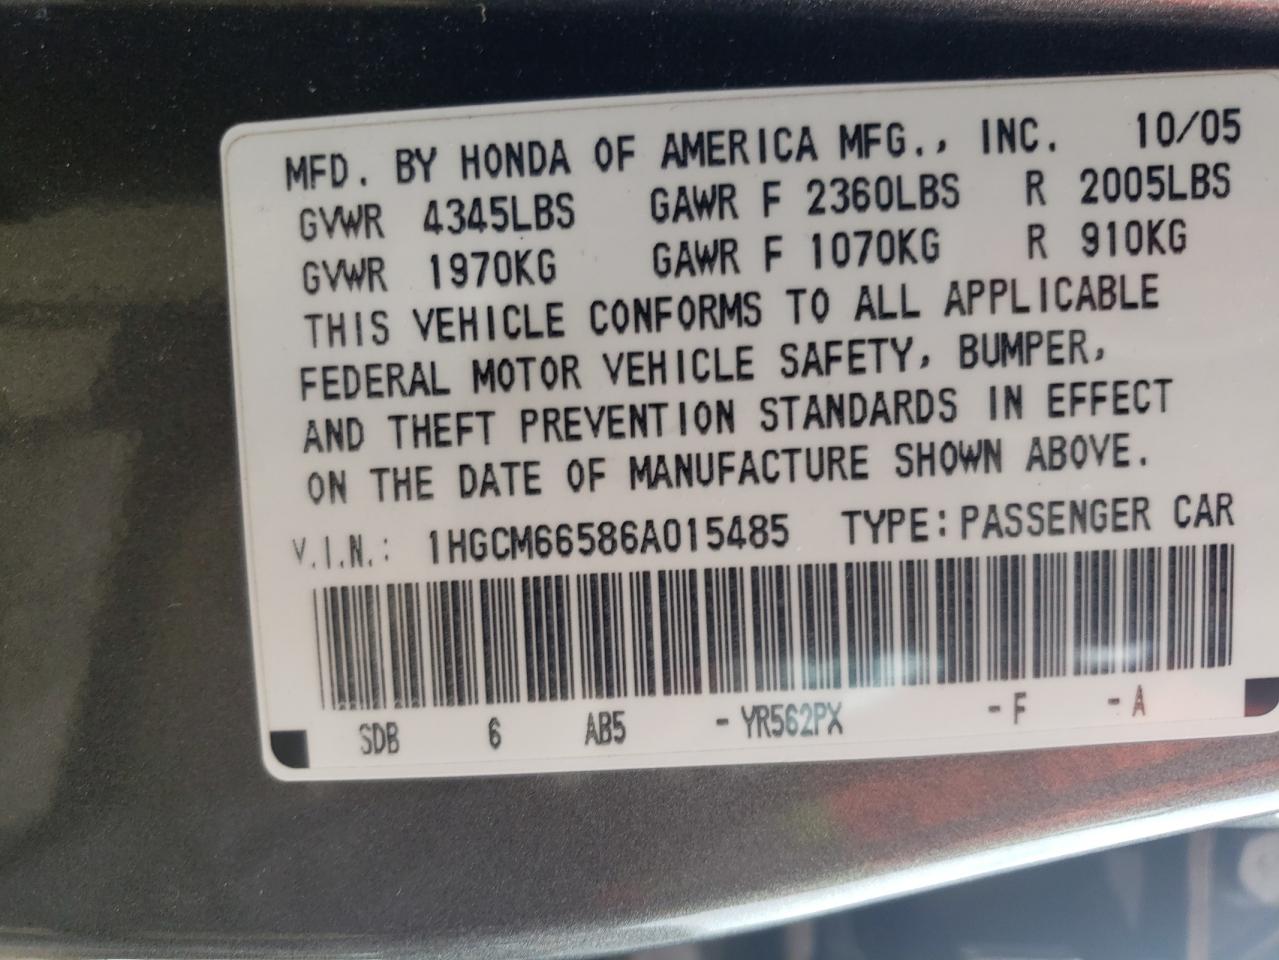 MFD. BY HONDA OF AMERICA MFG., INC. 10/05
GVWR 4345LBS GAWR F 2360LBS R 2005LBS
GVWR 1970KG GAWR F 1070KG R 910KG
THIS VEHICLE CONFORMS TO ALL APPLICABLE
FEDERAL MOTOR VEHICLE SAFETY, BUMPER,
AND THEFT PREVENTION STANDARDS IN EFFECT
ON THE DATE OF MANUFACTURE SHOWN ABOVE.
V.I.N.: 1HGCM66586A015485 TYPE: PASSENGER CAR
SDB 6 AB5 - YR562PX - F - A